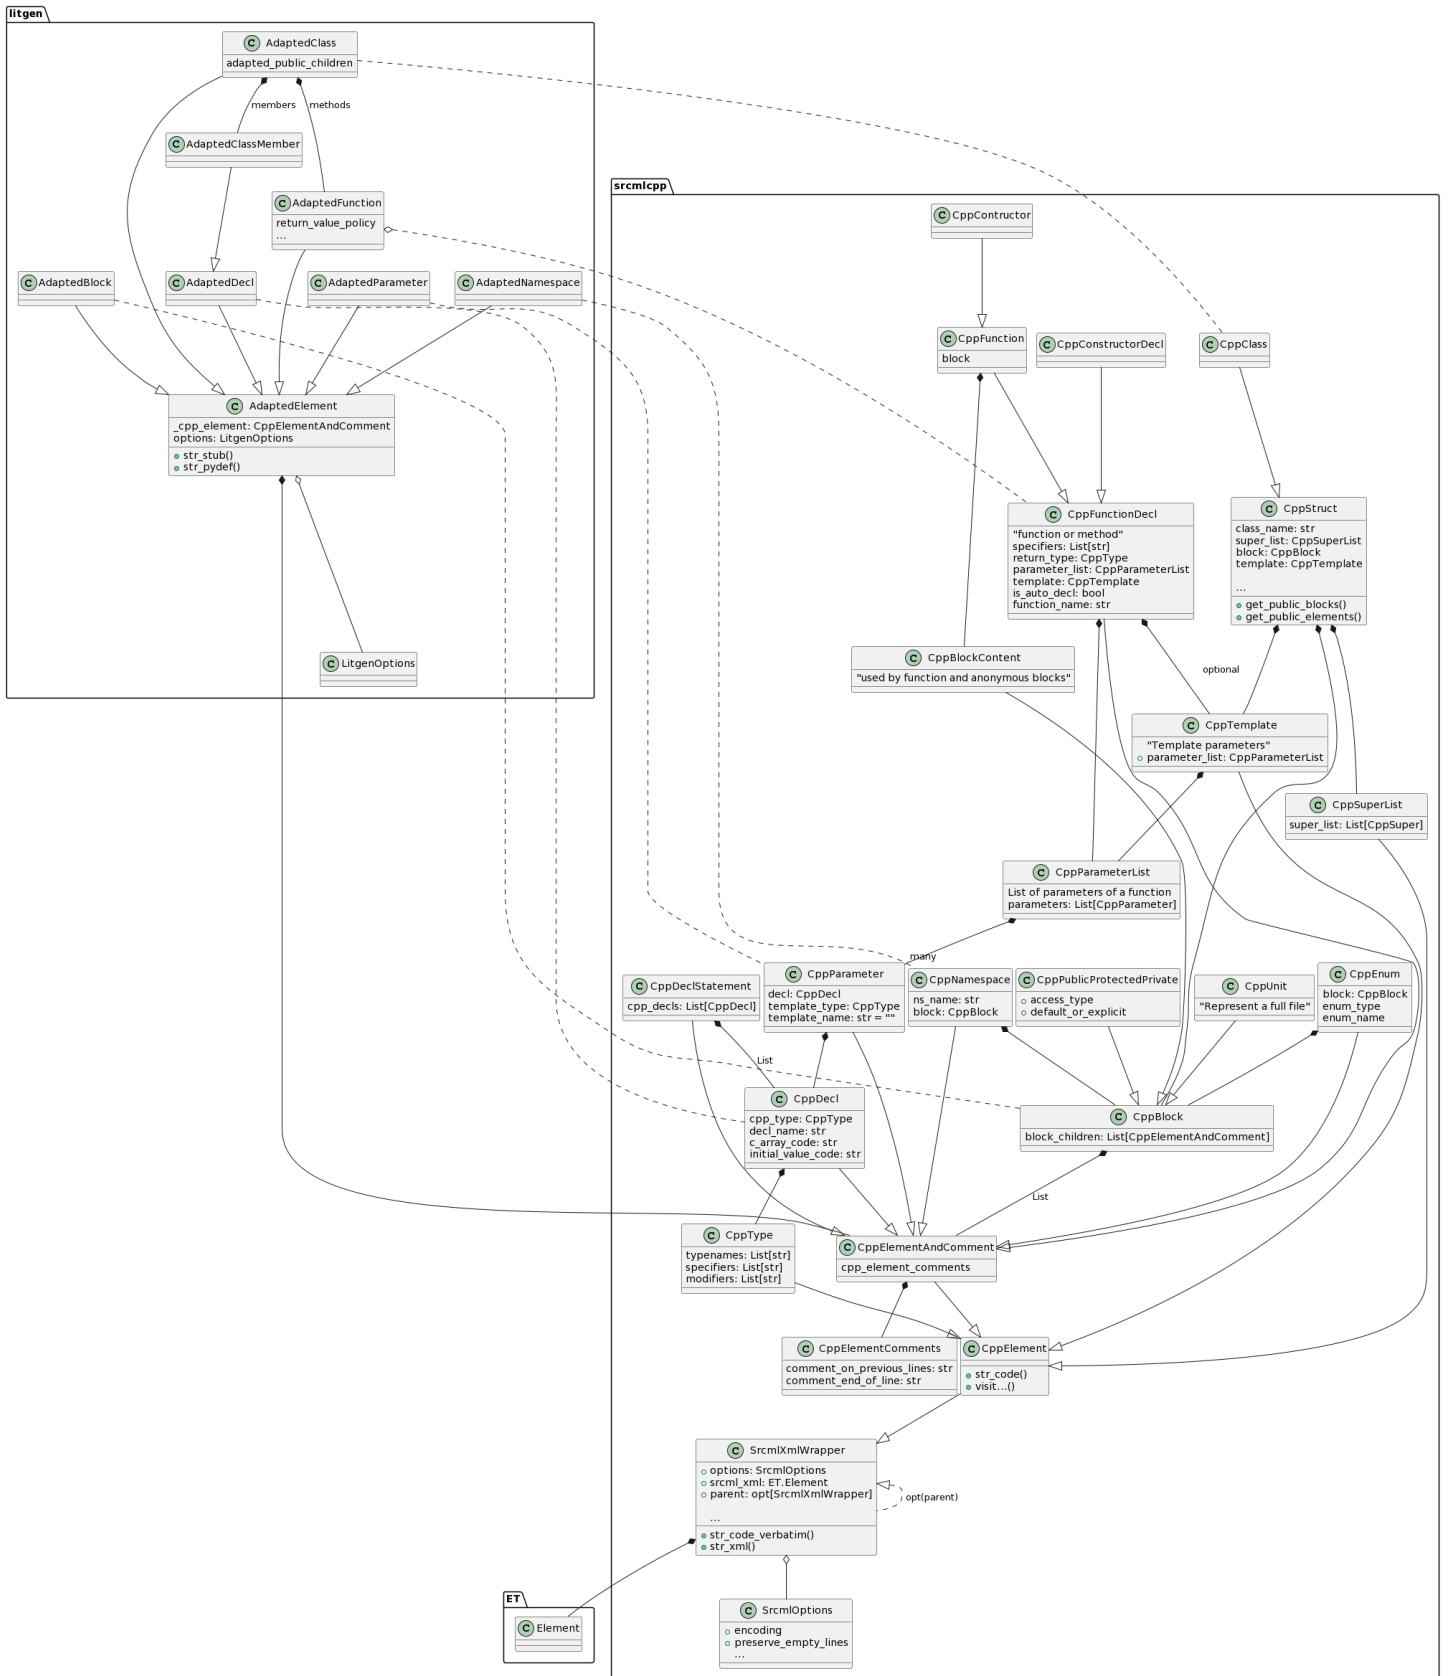 litgen
C AdaptedClass
adapted_public_children
members
methods
C AdaptedClassMember
C AdaptedFunction
return_value_policy
...
C AdaptedBlock
C AdaptedDecl
C AdaptedParameter
C AdaptedNamespace
C AdaptedElement
_cpp_element: CppElementAndComment
options: LitgenOptions
str_stub()
str_pydef()
C LitgenOptions
srcmlcpp
C CppContructor
C CppFunction
block
C CppConstructorDecl
C CppClass
C CppFunctionDecl
"function or method"
specifiers: List[str]
return_type: CppType
parameter_list: CppParameterList
template: CppTemplate
is_auto_decl: bool
function_name: str
C CppStruct
class_name: str
super_list: CppSuperList
block: CppBlock
template: CppTemplate
...
get_public_blocks()
get_public_elements()
C CppBlockContent
"used by function and anonymous blocks"
optional
C CppTemplate
"Template parameters"
parameter_list: CppParameterList
C CppSuperList
super_list: List[CppSuper]
C CppParameterList
List of parameters of a function
parameters: List[CppParameter]
many
C CppDeclStatement
cpp_decls: List[CppDecl]
C CppParameter
decl: CppDecl
template_type: CppType
template_name: str = ""
C CppNamespace
ns_name: str
block: CppBlock
C CppPublicProtectedPrivate
access_type
default_or_explicit
C CppUnit
"Represent a full file"
C CppEnum
block: CppBlock
enum_type
enum_name
List
C CppDecl
cpp_type: CppType
decl_name: str
c_array_code: str
initial_value_code: str
C CppBlock
block_children: List[CppElementAndComment]
List
C CppType
typenames: List[str]
specifiers: List[str]
modifiers: List[str]
C CppElementAndComment
cpp_element_comments
C CppElementComments
comment_on_previous_lines: str
comment_end_of_line: str
C CppElement
str_code()
visit...()
C SrcmlXmlWrapper
options: SrcmlOptions
srcml_xml: ET.Element
parent: opt[SrcmlXmlWrapper]
...
str_code_verbatim()
str_xml()
opt(parent)
ET
C Element
C SrcmlOptions
encoding
preserve_empty_lines
...